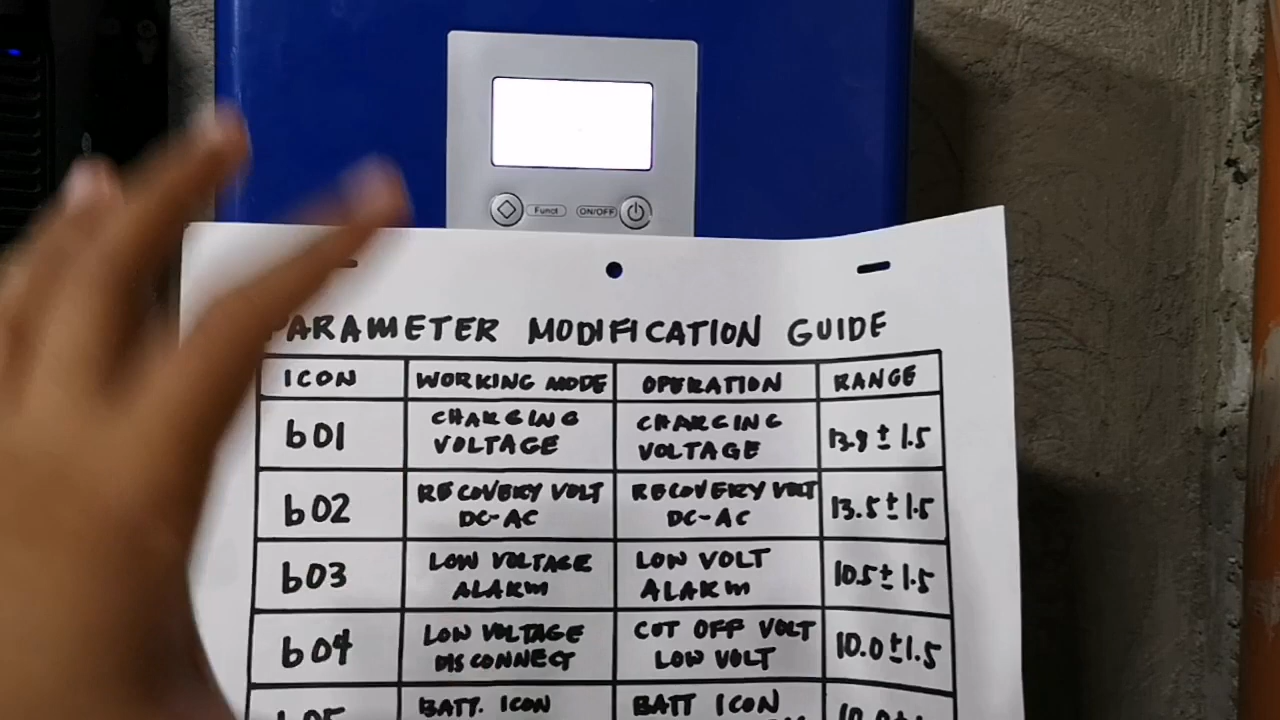 Funct ON/OFF
PARAMETER MODIFICATION GUIDE
ICON WORKING MODE OPERATION RANGE
b01 CHARGING VOLTAGE CHARGING VOLTAGE 13.8 ± 1.5
b02 RECOVERY VOLT DC-AC RECOVERY VOLT DC-AC 13.5 ± 1.5
b03 LOW VOLTAGE ALARM LOW VOLT ALARM 10.5 ± 1.5
b04 LOW VOLTAGE DISCONNECT CUT OFF VOLT LOW VOLT 10.0 ± 1.5
b05 BATT. ICON BATT ICON